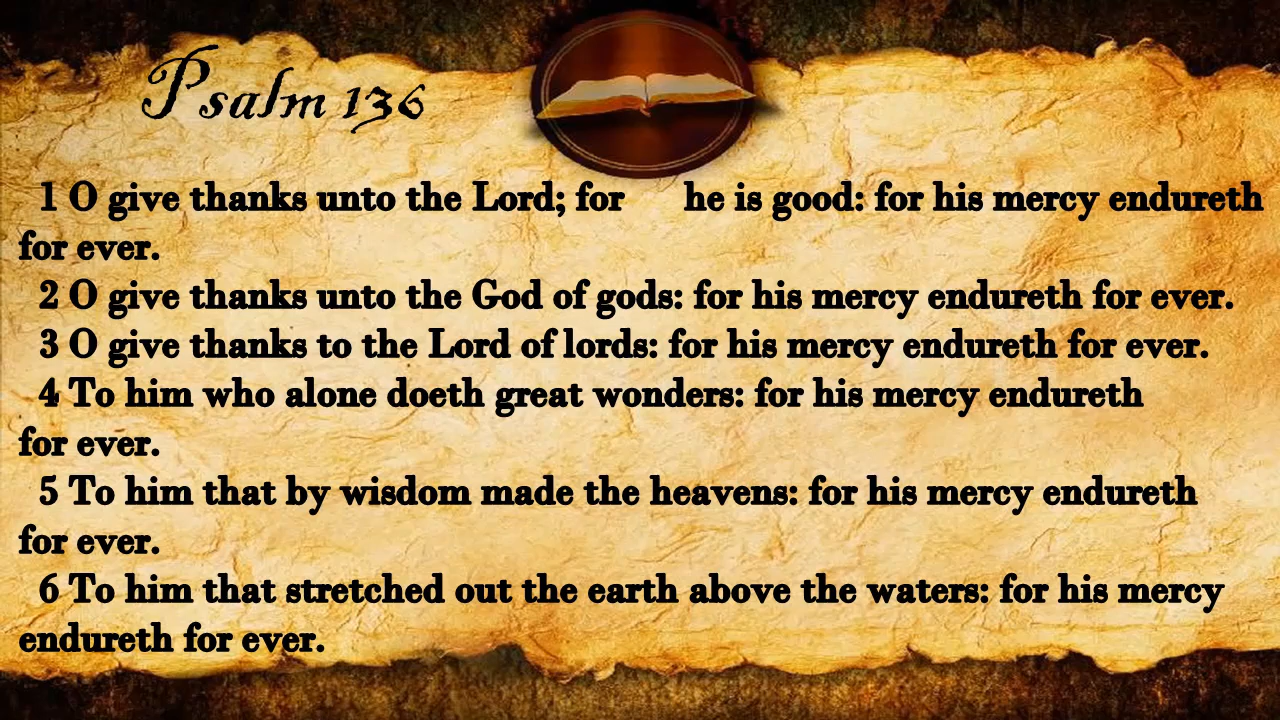 Psalm 136
1 O give thanks unto the Lord; for he is good: for his mercy endureth
for ever.
2 O give thanks unto the God of gods: for his mercy endureth for ever.
3 O give thanks to the Lord of lords: for his mercy endureth for ever.
4 To him who alone doeth great wonders: for his mercy endureth
for ever.
5 To him that by wisdom made the heavens: for his mercy endureth
for ever.
6 To him that stretched out the earth above the waters: for his mercy
endureth for ever.